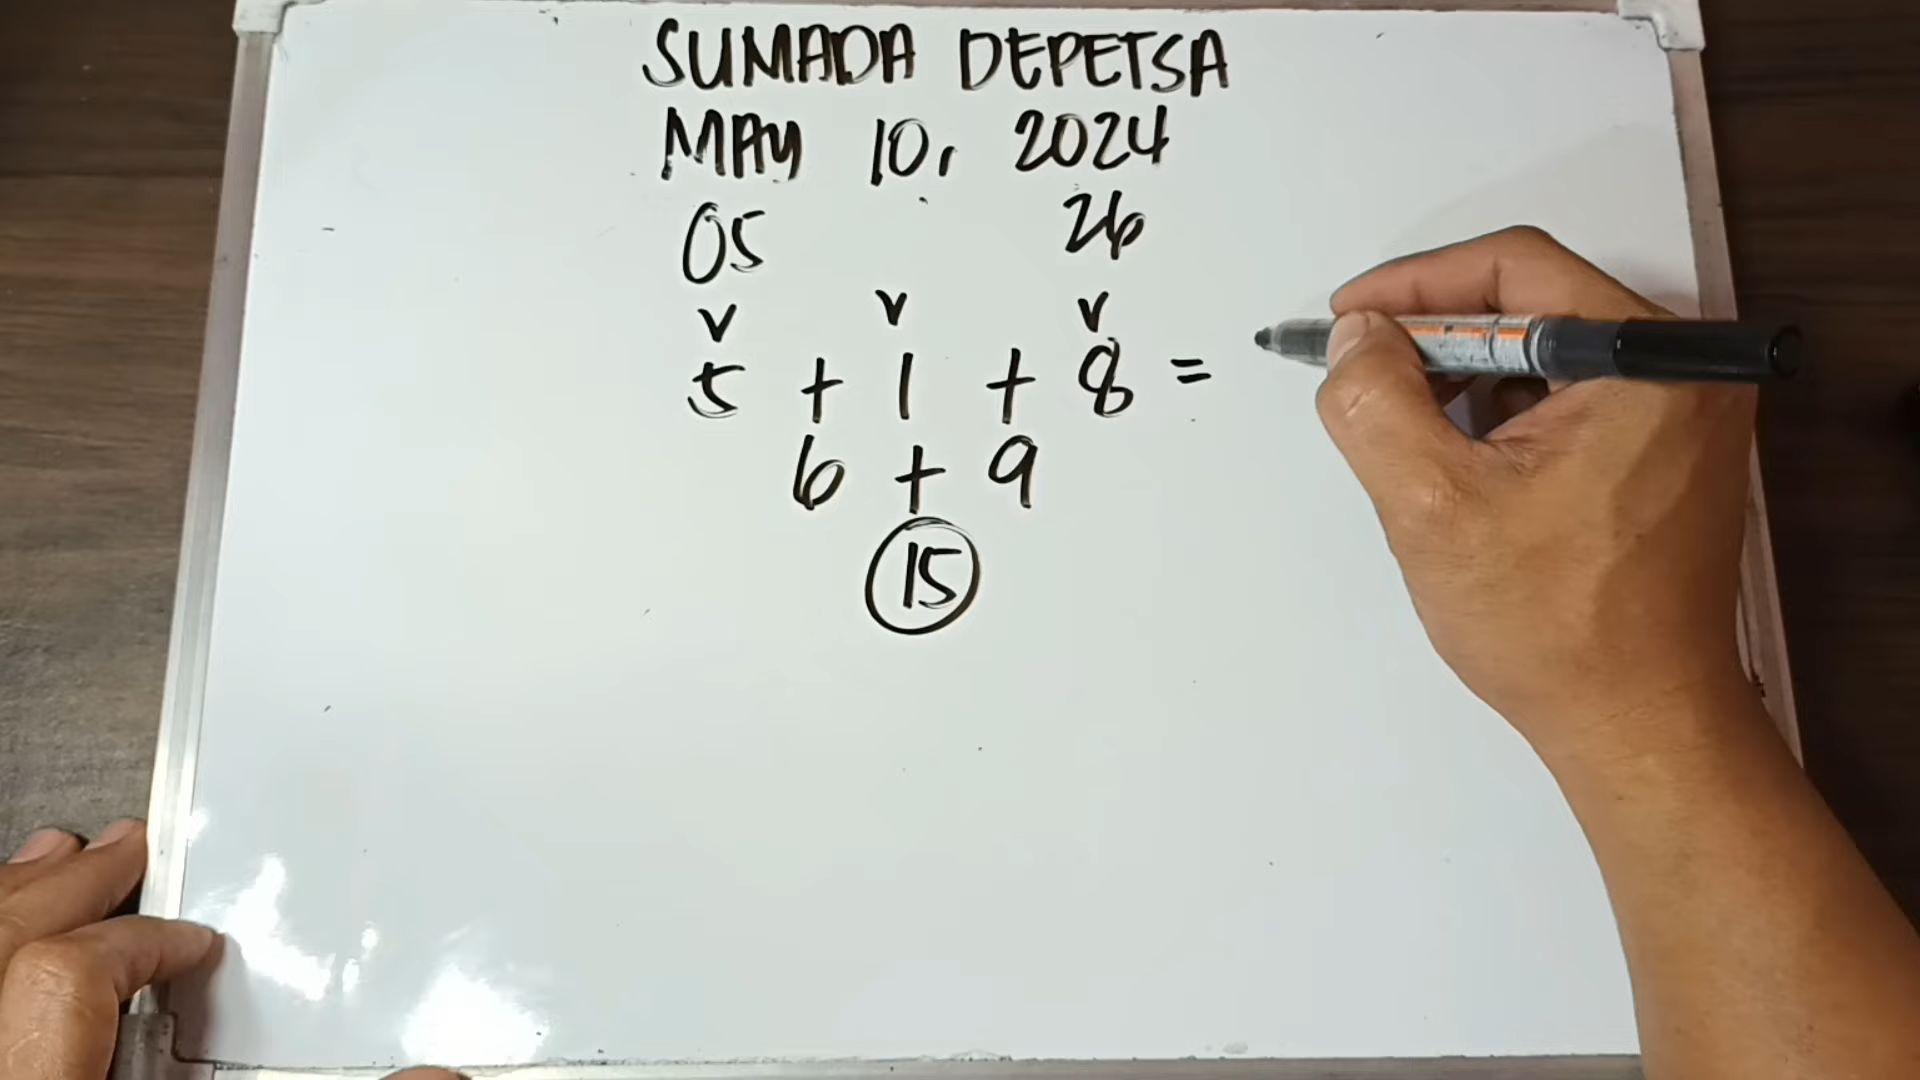 SUMADA DEPETSA
MAY 10, 2024
05 26
v v v
5 + 1 + 8 =
6 + 9
15